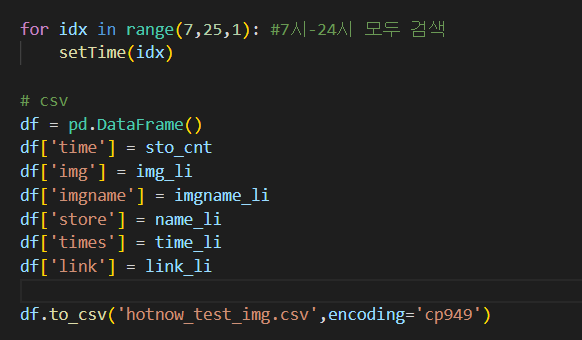 for idx in range(7,25,1): #7시-24시 모두 검색
    setTime(idx)
# csv
df = pd.DataFrame()
df['time'] = sto_cnt
df['img'] = img_li
df['imgname'] = imgname_li
df['store'] = name_li
df['times'] = time_li
df['link'] = link_li
df.to_csv('hotnow_test_img.csv',encoding='cp949')